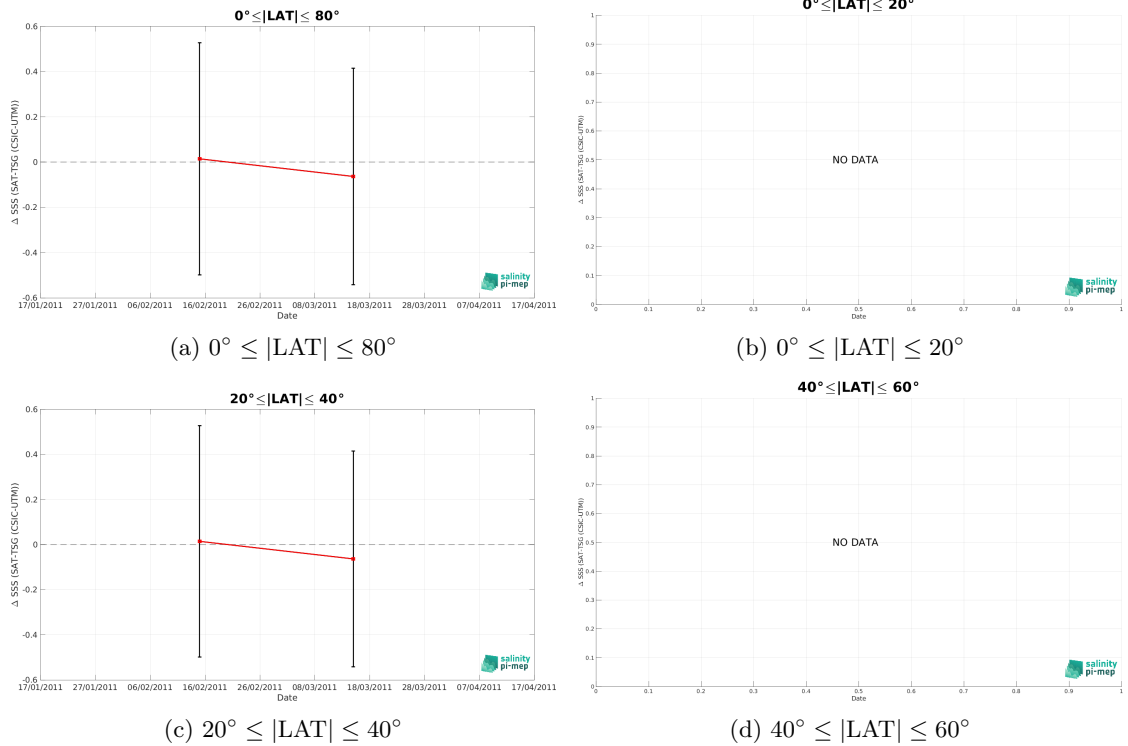 0°≤|LAT|≤ 80°
0.6
0.4
0.2
0
-0.2
-0.4
-0.6
Δ SSS (SAT-TSG (CSIC-UTM))
17/01/2011 27/01/2011 06/02/2011 16/02/2011 26/02/2011 08/03/2011 18/03/2011 28/03/2011 07/04/2011 17/04/2011
Date
salinity
pi-mep
(a) 0° ≤ |LAT| ≤ 80°
0°≤|LAT|≤ 20°
1
0.9
0.8
0.7
0.6
0.5
0.4
0.3
0.2
0.1
0
Δ SSS (SAT-TSG (CSIC-UTM))
NO DATA
0 0.1 0.2 0.3 0.4 0.5 0.6 0.7 0.8 0.9 1
Date
salinity
pi-mep
(b) 0° ≤ |LAT| ≤ 20°
20°≤|LAT|≤ 40°
0.6
0.4
0.2
0
-0.2
-0.4
-0.6
Δ SSS (SAT-TSG (CSIC-UTM))
17/01/2011 27/01/2011 06/02/2011 16/02/2011 26/02/2011 08/03/2011 18/03/2011 28/03/2011 07/04/2011 17/04/2011
Date
salinity
pi-mep
(c) 20° ≤ |LAT| ≤ 40°
40°≤|LAT|≤ 60°
1
0.9
0.8
0.7
0.6
0.5
0.4
0.3
0.2
0.1
0
Δ SSS (SAT-TSG (CSIC-UTM))
NO DATA
0 0.1 0.2 0.3 0.4 0.5 0.6 0.7 0.8 0.9 1
Date
salinity
pi-mep
(d) 40° ≤ |LAT| ≤ 60°